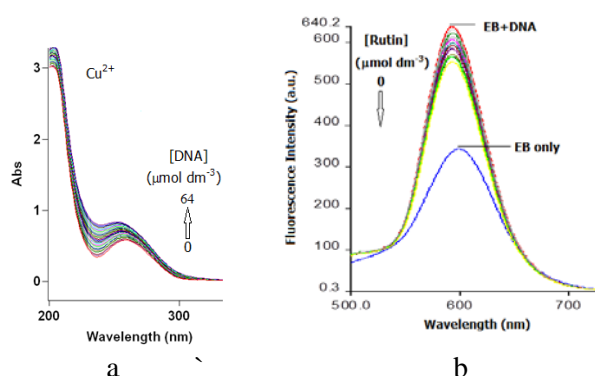 Cu²⁺
[DNA]
(μmol dm⁻³)
64
0
3
2
1
0
Abs
200
300
Wavelength (nm)
a
`
640.2
600
500
400
300
200
100
0.3
Fluorescence Intensity (a.u.)
[Rutin]
(μmol dm⁻³)
0
EB+DNA
EB only
500.0
600
700
Wavelength (nm)
b